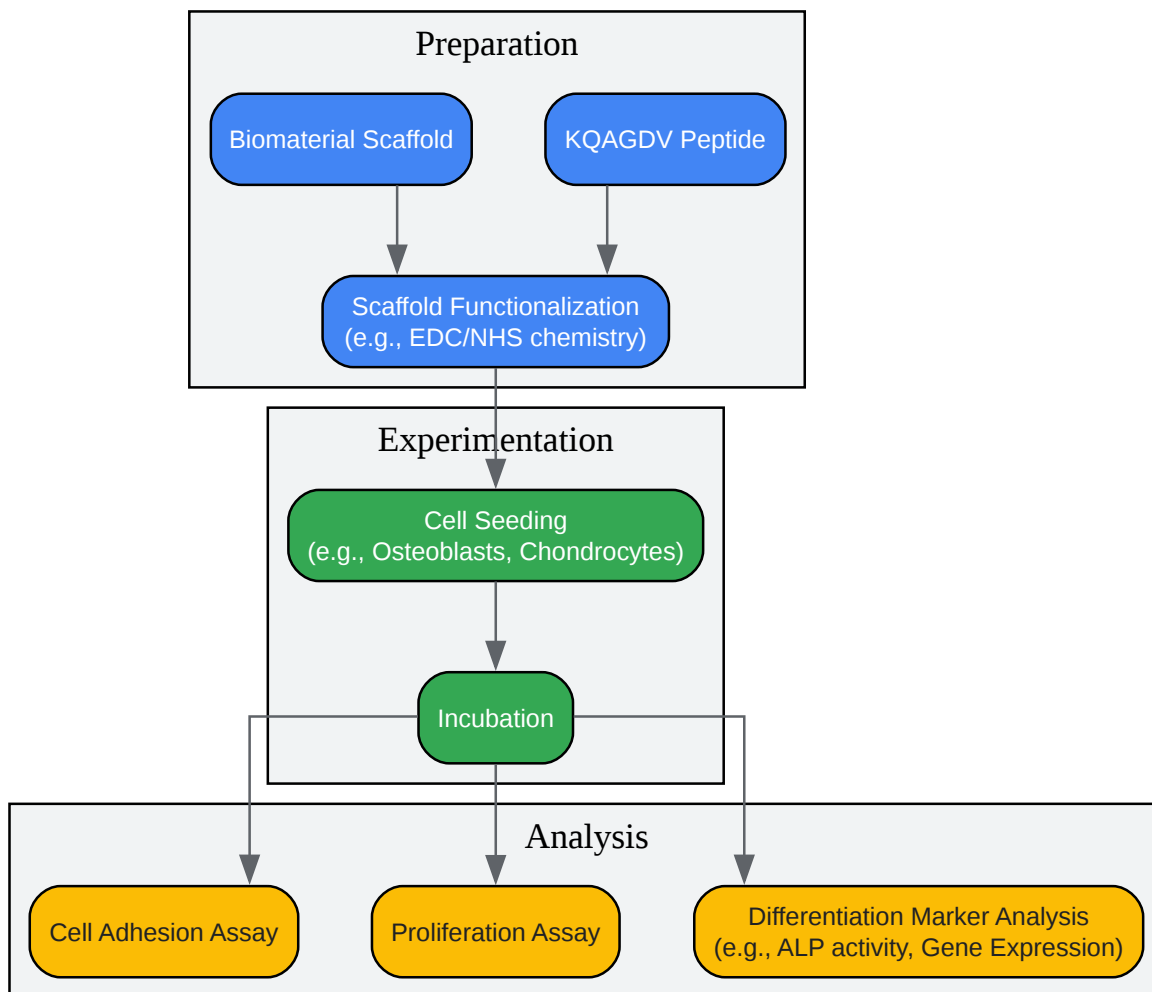 Preparation
Biomaterial Scaffold
KQAGDV Peptide
Scaffold Functionalization
(e.g., EDC/NHS chemistry)
Experimentation
Cell Seeding
(e.g., Osteoblasts, Chondrocytes)
Incubation
Analysis
Cell Adhesion Assay
Proliferation Assay
Differentiation Marker Analysis
(e.g., ALP activity, Gene Expression)